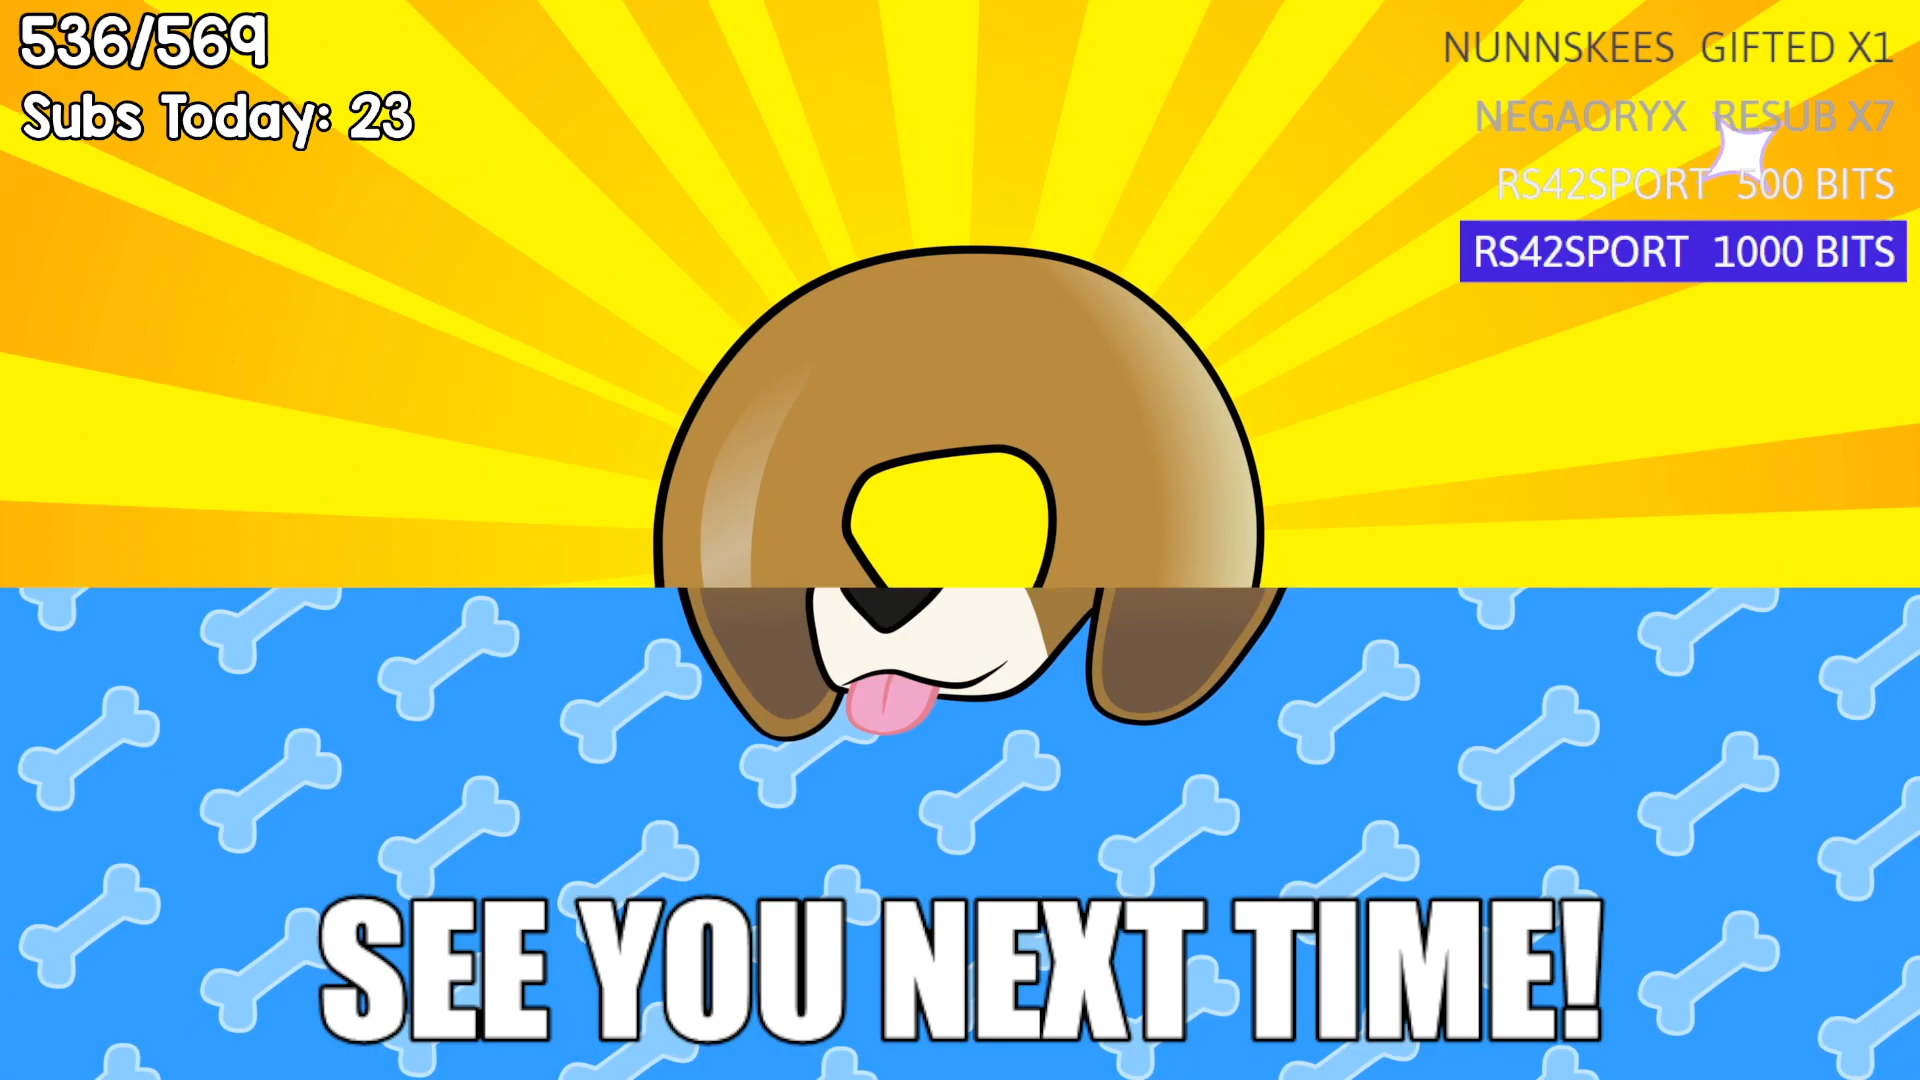 536/569
Subs Today: 23
NUNNSKEES GIFTED X1
NEGAORYX RESUB X7
RS42SPORT 500 BITS
RS42SPORT 1000 BITS
SEE YOU NEXT TIME!